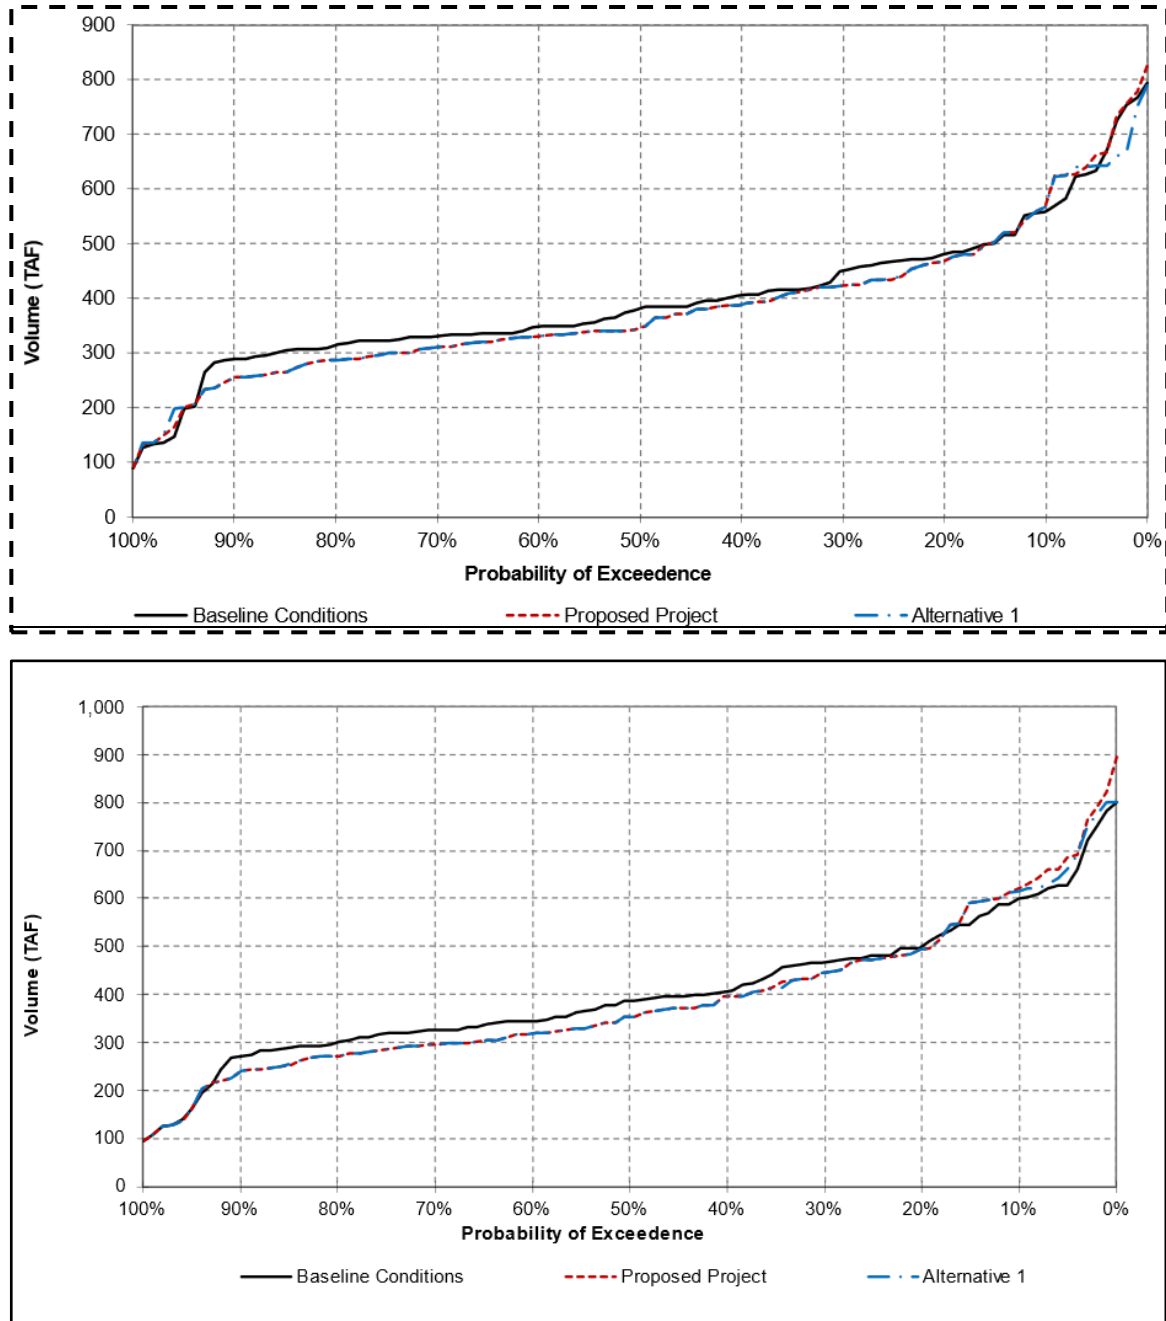 900
800
700
600
500
400
300
200
100
0
Volume (TAF)
100% 90% 80% 70% 60% 50% 40% 30% 20% 10% 0%
Probability of Exceedence
Baseline Conditions Proposed Project Alternative 1
1,000
900
800
700
600
500
400
300
200
100
0
Volume (TAF)
100% 90% 80% 70% 60% 50% 40% 30% 20% 10% 0%
Probability of Exceedence
Baseline Conditions Proposed Project Alternative 1